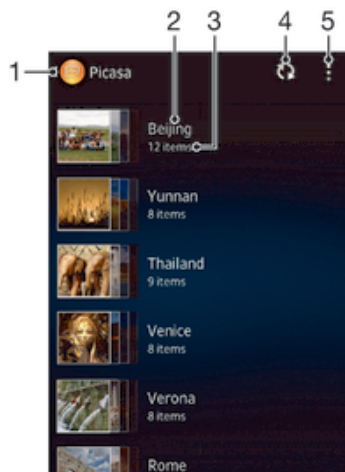 2 3 4 5
1 Picasa
Beijing
12 items
Yunnan
8 items
Thailand
9 items
Venice
8 items
Verona
8 items
Rome